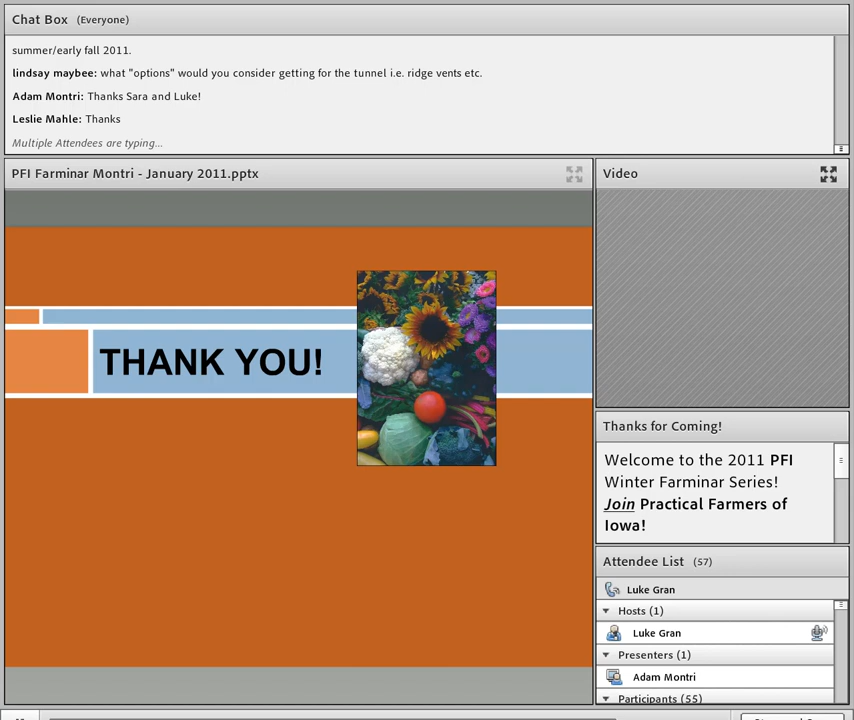 Chat Box (Everyone)
summer/early fall 2011.
lindsay maybee: what "options" would you consider getting for the tunnel i.e. ridge vents etc.
Adam Montri: Thanks Sara and Luke!
Leslie Mahle: Thanks
Multiple Attendees are typing...
PFI Farminar Montri - January 2011.pptx
THANK YOU!
Video
Thanks for Coming!
Welcome to the 2011 PFI
Winter Farminar Series!
Join Practical Farmers of
Iowa!
Attendee List (57)
Luke Gran
Hosts (1)
Luke Gran
Presenters (1)
Adam Montri
Participants (55)